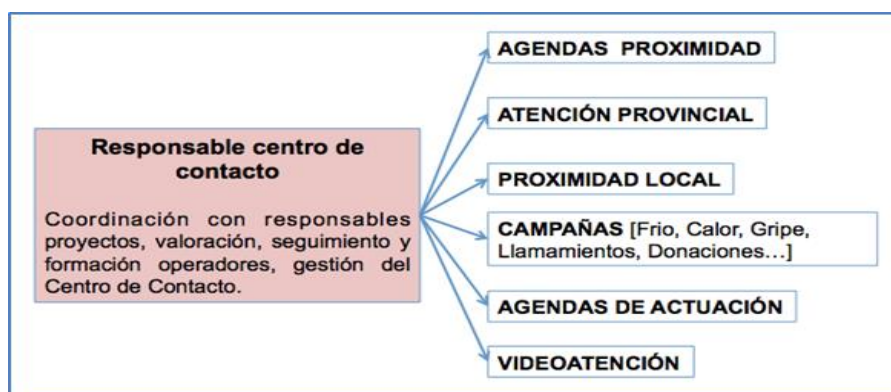 Responsable centro de
contacto
Coordinación con responsables
proyectos, valoración, seguimiento y
formación operadores, gestión del
Centro de Contacto.
AGENDAS PROXIMIDAD
ATENCIÓN PROVINCIAL
PROXIMIDAD LOCAL
CAMPAÑAS [Frio, Calor, Gripe,
Llamamientos, Donaciones…]
AGENDAS DE ACTUACIÓN
VIDEOATENCIÓN